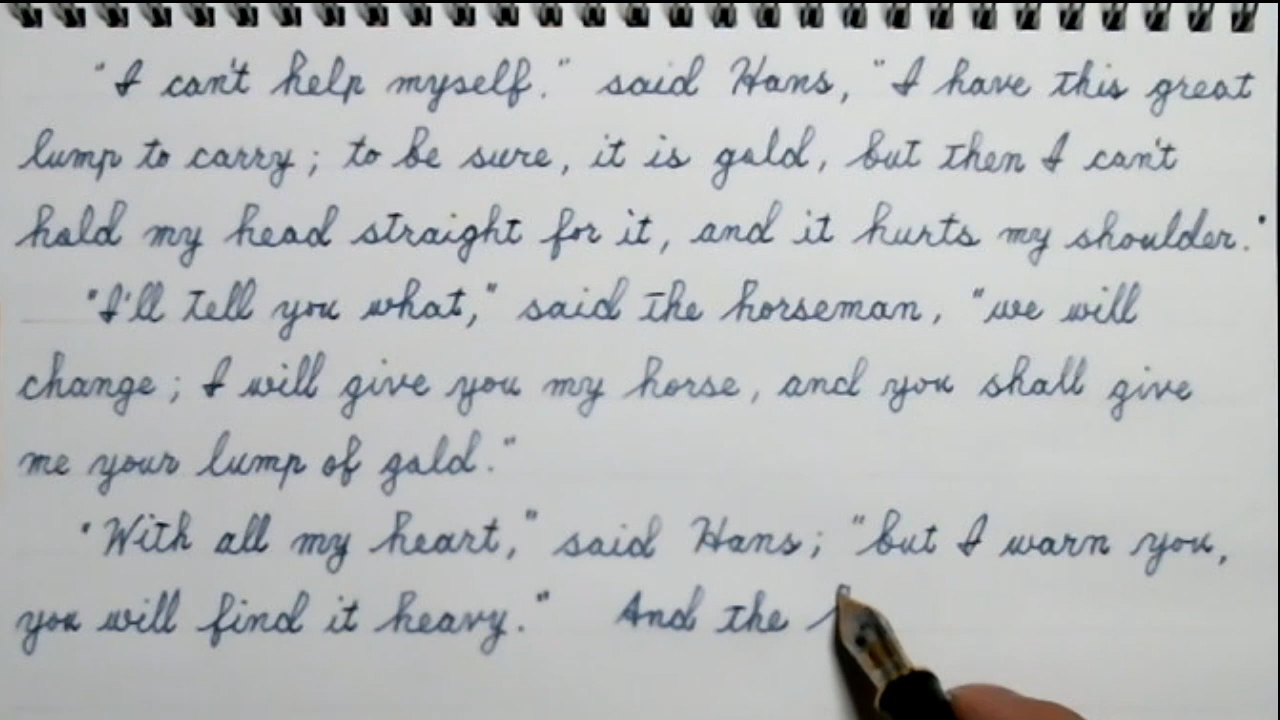 "I can't help myself." said Hans, "I have this great
lump to carry; to be sure, it is gold, but then I can't
hold my head straight for it, and it hurts my shoulder."
"I'll tell you what," said the horseman, "we will
change; I will give you my horse, and you shall give
me your lump of gold."
"With all my heart," said Hans; "but I warn you,
you will find it heavy." And the